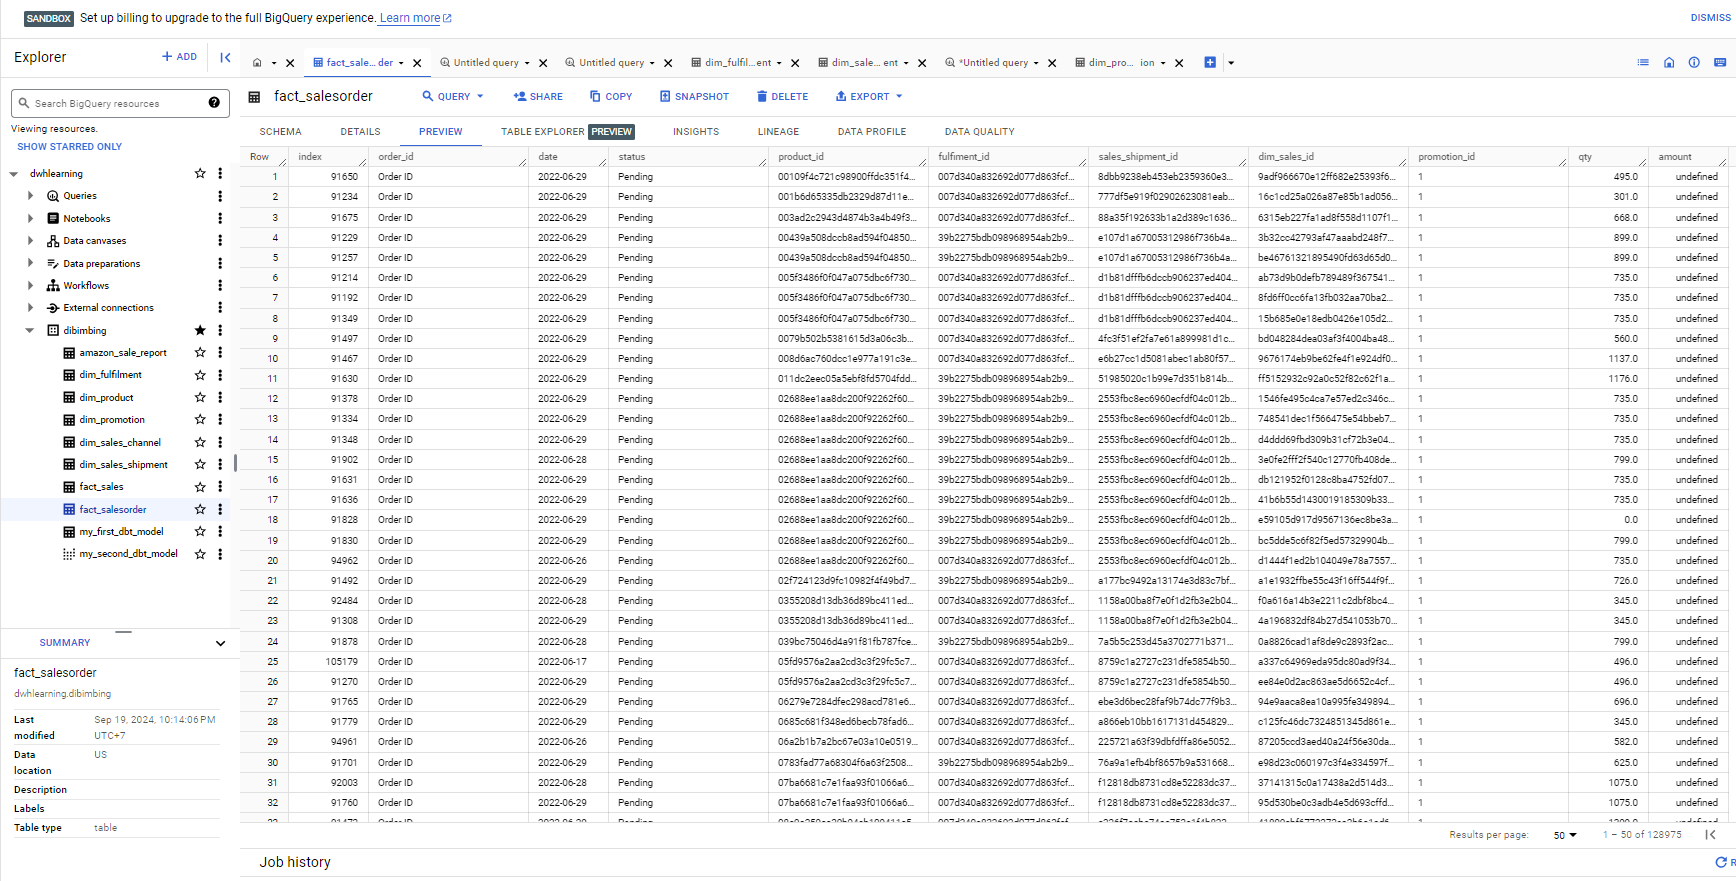 SANDBOX Set up billing to upgrade to the full BigQuery experience. Learn more
DISMISS
Explorer
+ ADD
fact_sale... der
Untitled query
Untitled query
dim_fulfil... ent
dim_sale... ent
*Untitled query
dim_pro... ion
Search BigQuery resources
Viewing resources.
SHOW STARRED ONLY
dwhlearning
Queries
Notebooks
Data canvases
Data preparations
Workflows
External connections
dibimbing
amazon_sale_report
dim_fulfilment
dim_product
dim_promotion
dim_sales_channel
dim_sales_shipment
fact_sales
fact_salesorder
my_first_dbt_model
my_second_dbt_model
SUMMARY
fact_salesorder
dwhlearning.dibimbing
Last modified Sep 19, 2024, 10:14:06 PM UTC+7
Data location US
Description
Labels
Table type table
fact_salesorder
QUERY SHARE COPY SNAPSHOT DELETE EXPORT
SCHEMA DETAILS PREVIEW TABLE EXPLORER PREVIEW INSIGHTS LINEAGE DATA PROFILE DATA QUALITY
Row index order_id date status product_id fulfiment_id sales_shipment_id dim_sales_id promotion_id qty amount
1 91650 Order ID 2022-06-29 Pending 00109f4c721c98900ffdc351f4... 007d340a832692d077d863fcf... 8dbb9238eb453eb2359360e3... 9adf966670e12ff682e25393f6... 1 495.0 undefined
2 91234 Order ID 2022-06-29 Pending 001b6d65335db2329d87d11e... 007d340a832692d077d863fcf... 777df5e919f02902623081eab... 16c1cd25a026a87e85b1ad056... 1 301.0 undefined
3 91675 Order ID 2022-06-29 Pending 003ad2c2943d4874b3a4b49f3... 007d340a832692d077d863fcf... 88a35f192633b1a2d389c1636... 6315eb227fa1ad8f558d1107f1... 1 668.0 undefined
4 91229 Order ID 2022-06-29 Pending 00439a508dccb8ad594f04850... 39b2275bdb098968954ab2b9... e107d1a67005312986f736b4a... 3b32cc42793af47aaabd248f7... 1 899.0 undefined
5 91257 Order ID 2022-06-29 Pending 00439a508dccb8ad594f04850... 39b2275bdb098968954ab2b9... e107d1a67005312986f736b4a... be46761321895490fd63d65d0... 1 899.0 undefined
6 91214 Order ID 2022-06-29 Pending 005f3486f0f047a075dbc6f730... 007d340a832692d077d863fcf... d1b81dfffb6dccb906237ed404... ab73d9b0defb789489f367541... 1 735.0 undefined
7 91192 Order ID 2022-06-29 Pending 005f3486f0f047a075dbc6f730... 007d340a832692d077d863fcf... d1b81dfffb6dccb906237ed404... 8fd6ff0cc6fa13fb032aa70ba2... 1 735.0 undefined
8 91349 Order ID 2022-06-29 Pending 005f3486f0f047a075dbc6f730... 007d340a832692d077d863fcf... d1b81dfffb6dccb906237ed404... 15b685e0e18edb0426e105d2... 1 735.0 undefined
9 91497 Order ID 2022-06-29 Pending 0079b502b5381615d3a06c3b... 007d340a832692d077d863fcf... 4fc3f51ef2fa7e61a899981d1c... bd048284dea03af3f4004ba48... 1 560.0 undefined
10 91467 Order ID 2022-06-29 Pending 008d6ac760dcc1e977a191c3e... 007d340a832692d077d863fcf... e6b27cc1d5081abec1ab80f57... 9676174eb9be62fe4f1e924df0... 1 1137.0 undefined
11 91630 Order ID 2022-06-29 Pending 011dc2eec05a5ebf8fd5704fdd... 39b2275bdb098968954ab2b9... 51985020c1b99e7d351b814b... ff5152932c92a0c52f82c62f1a... 1 1176.0 undefined
12 91378 Order ID 2022-06-29 Pending 02688ee1aa8dc200f92262f60... 39b2275bdb098968954ab2b9... 2553fbc8ec6960ecfdf04c012b... 1546fe495c4ca7e57ed2c346c... 1 735.0 undefined
13 91334 Order ID 2022-06-29 Pending 02688ee1aa8dc200f92262f60... 39b2275bdb098968954ab2b9... 2553fbc8ec6960ecfdf04c012b... 748541dec1f566475e54bbeb7... 1 735.0 undefined
14 91348 Order ID 2022-06-29 Pending 02688ee1aa8dc200f92262f60... 39b2275bdb098968954ab2b9... 2553fbc8ec6960ecfdf04c012b... d4ddd69fbd309b31cf72b3e04... 1 735.0 undefined
15 91902 Order ID 2022-06-28 Pending 02688ee1aa8dc200f92262f60... 39b2275bdb098968954ab2b9... 2553fbc8ec6960ecfdf04c012b... 3e0fe2fff2f540c12770fb408de... 1 799.0 undefined
16 91631 Order ID 2022-06-29 Pending 02688ee1aa8dc200f92262f60... 39b2275bdb098968954ab2b9... 2553fbc8ec6960ecfdf04c012b... db121952f0128c8ba4752fd07... 1 735.0 undefined
17 91636 Order ID 2022-06-29 Pending 02688ee1aa8dc200f92262f60... 39b2275bdb098968954ab2b9... 2553fbc8ec6960ecfdf04c012b... 41b6b55d1430019185309b33... 1 735.0 undefined
18 91828 Order ID 2022-06-29 Pending 02688ee1aa8dc200f92262f60... 39b2275bdb098968954ab2b9... 2553fbc8ec6960ecfdf04c012b... e59105d917d9567136ec8be3a... 1 0.0 undefined
19 91830 Order ID 2022-06-29 Pending 02688ee1aa8dc200f92262f60... 39b2275bdb098968954ab2b9... 2553fbc8ec6960ecfdf04c012b... bc5dde5c6f82f5ed57329904b... 1 799.0 undefined
20 94962 Order ID 2022-06-26 Pending 02688ee1aa8dc200f92262f60... 007d340a832692d077d863fcf... 2553fbc8ec6960ecfdf04c012b... d1444f1ed2b104049e78a7557... 1 735.0 undefined
21 91492 Order ID 2022-06-29 Pending 02f724123d9fc10982f4f49bd7... 39b2275bdb098968954ab2b9... a177bc9492a13174e3d83c7bf... a1e1932ffbe55c43f16ff544f9f... 1 726.0 undefined
22 92484 Order ID 2022-06-28 Pending 0355208d13db36d89bc411ed... 007d340a832692d077d863fcf... 1158a00ba8f7e0f1d2fb3e2b04... f0a616a14b3e2211c2dbf8bc4... 1 345.0 undefined
23 91308 Order ID 2022-06-29 Pending 0355208d13db36d89bc411ed... 007d340a832692d077d863fcf... 1158a00ba8f7e0f1d2fb3e2b04... 4a196832df84b27d541053b70... 1 345.0 undefined
24 91878 Order ID 2022-06-28 Pending 039bc75046d4a91f81fb787fce... 39b2275bdb098968954ab2b9... 7a5b5c253d45a3702771b371... 0a8826cad1af8de9c2893f2ac... 1 799.0 undefined
25 105179 Order ID 2022-06-17 Pending 05fd9576a2aa2cd3c3f29fc5c7... 007d340a832692d077d863fcf... 8759c1a2727c231dfe5854b50... a337c64969eda95dc80ad9f34... 1 496.0 undefined
26 91270 Order ID 2022-06-29 Pending 05fd9576a2aa2cd3c3f29fc5c7... 007d340a832692d077d863fcf... 8759c1a2727c231dfe5854b50... ee84e0d2ac863ae5d6652c4cf... 1 496.0 undefined
27 91765 Order ID 2022-06-29 Pending 06279e7284dfec298acd781e6... 007d340a832692d077d863fcf... ebe3d6bec28faf9b74dc77f9b3... 94e9aaca8ea10a995fe349894... 1 696.0 undefined
28 91779 Order ID 2022-06-29 Pending 0685c681f348ed6becb78fad6... 007d340a832692d077d863fcf... a866eb10bb1617131d454829... c125fc46dc7324851345d861e... 1 345.0 undefined
29 94961 Order ID 2022-06-26 Pending 06a2b1b7a2bc67e03a10e0519... 007d340a832692d077d863fcf... 225721a63f39dbfdffa86e5052... 87205ccd3aed40a24f56e30da... 1 582.0 undefined
30 91701 Order ID 2022-06-29 Pending 0783fad77a68304f6a63f2508... 39b2275bdb098968954ab2b9... 76a9a1efb4bf8657b9a531668... e98d23c060197c3f4e334597f... 1 625.0 undefined
31 92003 Order ID 2022-06-28 Pending 07ba6681c7e1faa93f01066a6... 007d340a832692d077d863fcf... f12818db8731cd8e52283dc37... 37141315c0a17438a2d514d3... 1 1075.0 undefined
32 91760 Order ID 2022-06-29 Pending 07ba6681c7e1faa93f01066a6... 007d340a832692d077d863fcf... f12818db8731cd8e52283dc37... 95d530be0c3adb4e5d693cffd... 1 1075.0 undefined
Results per page: 50 1 – 50 of 128975
Job history